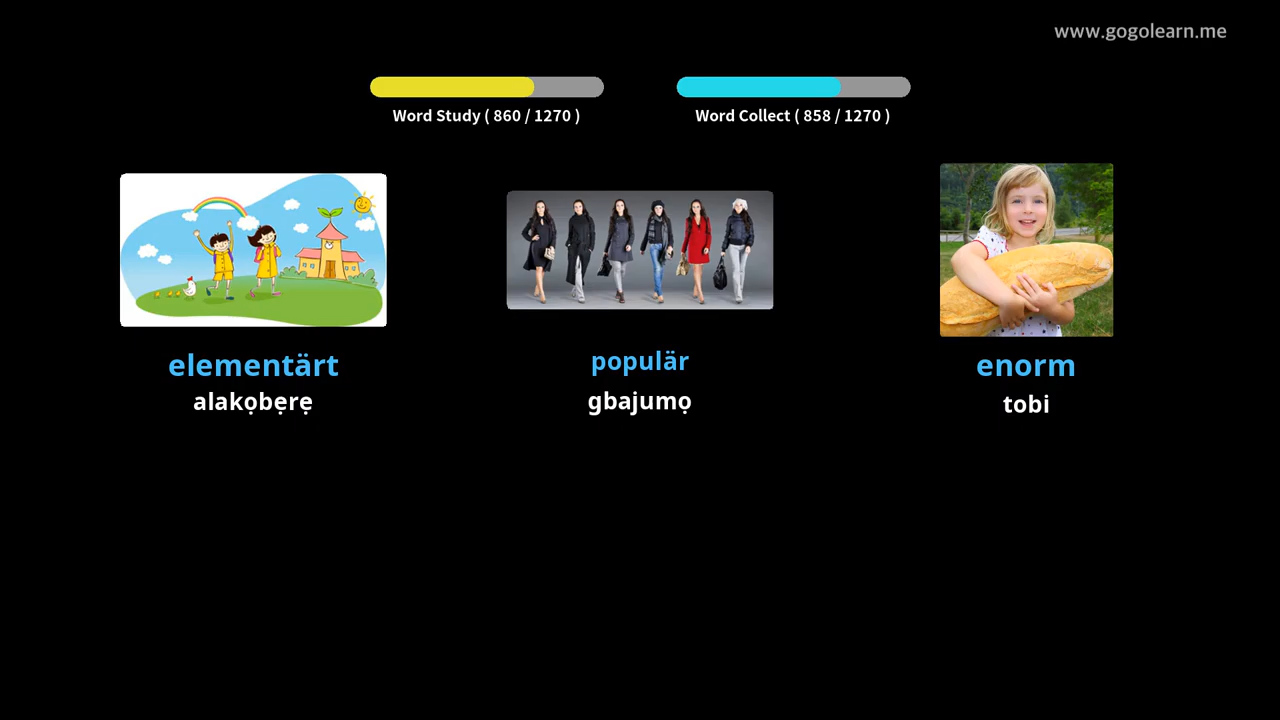 www.gogolearn.me
Word Study ( 860 / 1270 )
Word Collect ( 858 / 1270 )
elementärt
alakọbẹrẹ
populär
gbajumọ
enorm
tobi